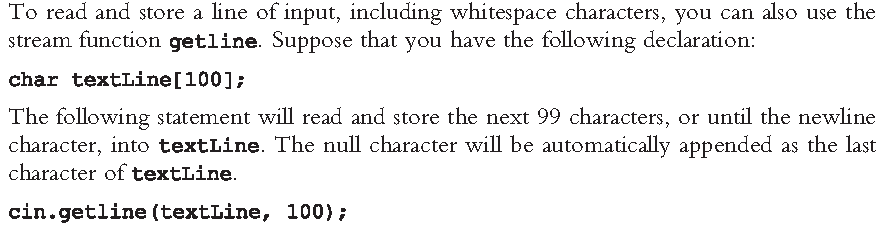 To read and store a line of input, including whitespace characters, you can also use the
stream function getline. Suppose that you have the following declaration:
char textLine[100];
The following statement will read and store the next 99 characters, or until the newline
character, into textLine. The null character will be automatically appended as the last
character of textLine.
cin.getline(textLine, 100);